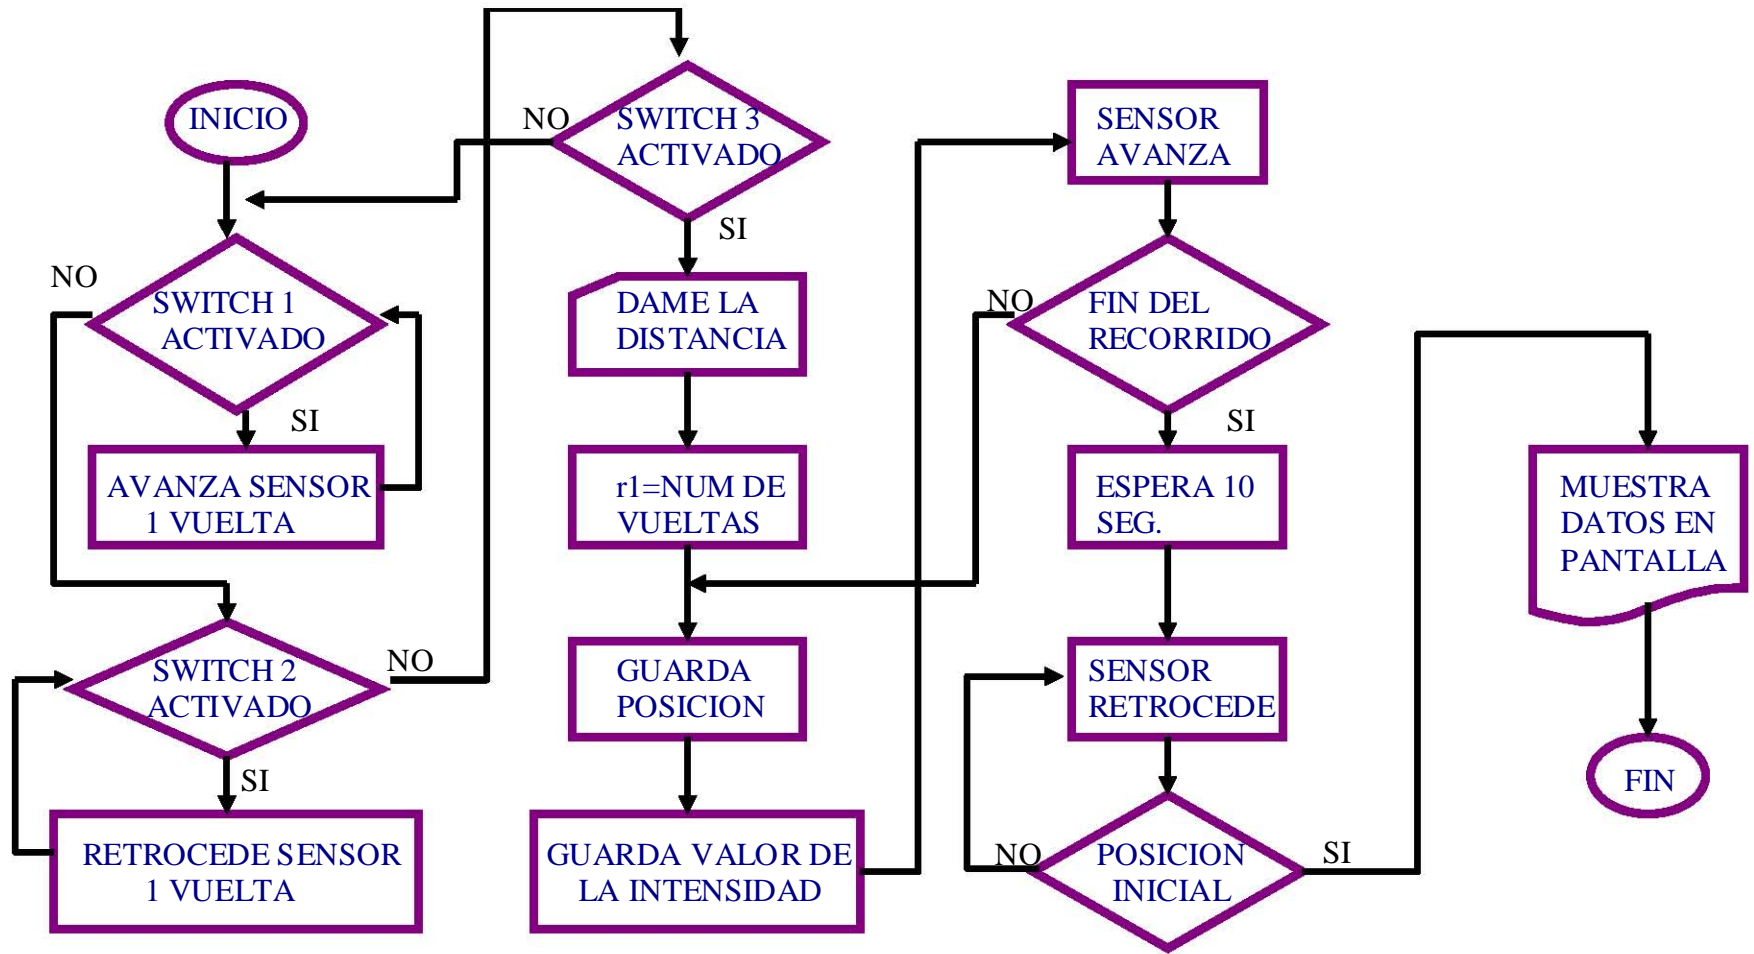 INICIO
NO
SWITCH 1
ACTIVADO
SI
AVANZA SENSOR
1 VUELTA
SWITCH 2
ACTIVADO
NO
SI
RETROCEDE SENSOR
1 VUELTA
NO
SWITCH 3
ACTIVADO
SI
DAME LA
DISTANCIA
r1=NUM DE
VUELTAS
GUARDA
POSICION
GUARDA VALOR DE
LA INTENSIDAD
SENSOR
AVANZA
NO
FIN DEL
RECORRIDO
SI
ESPERA 10
SEG.
SENSOR
RETROCEDE
NO
POSICION
INICIAL
SI
MUESTRA
DATOS EN
PANTALLA
FIN